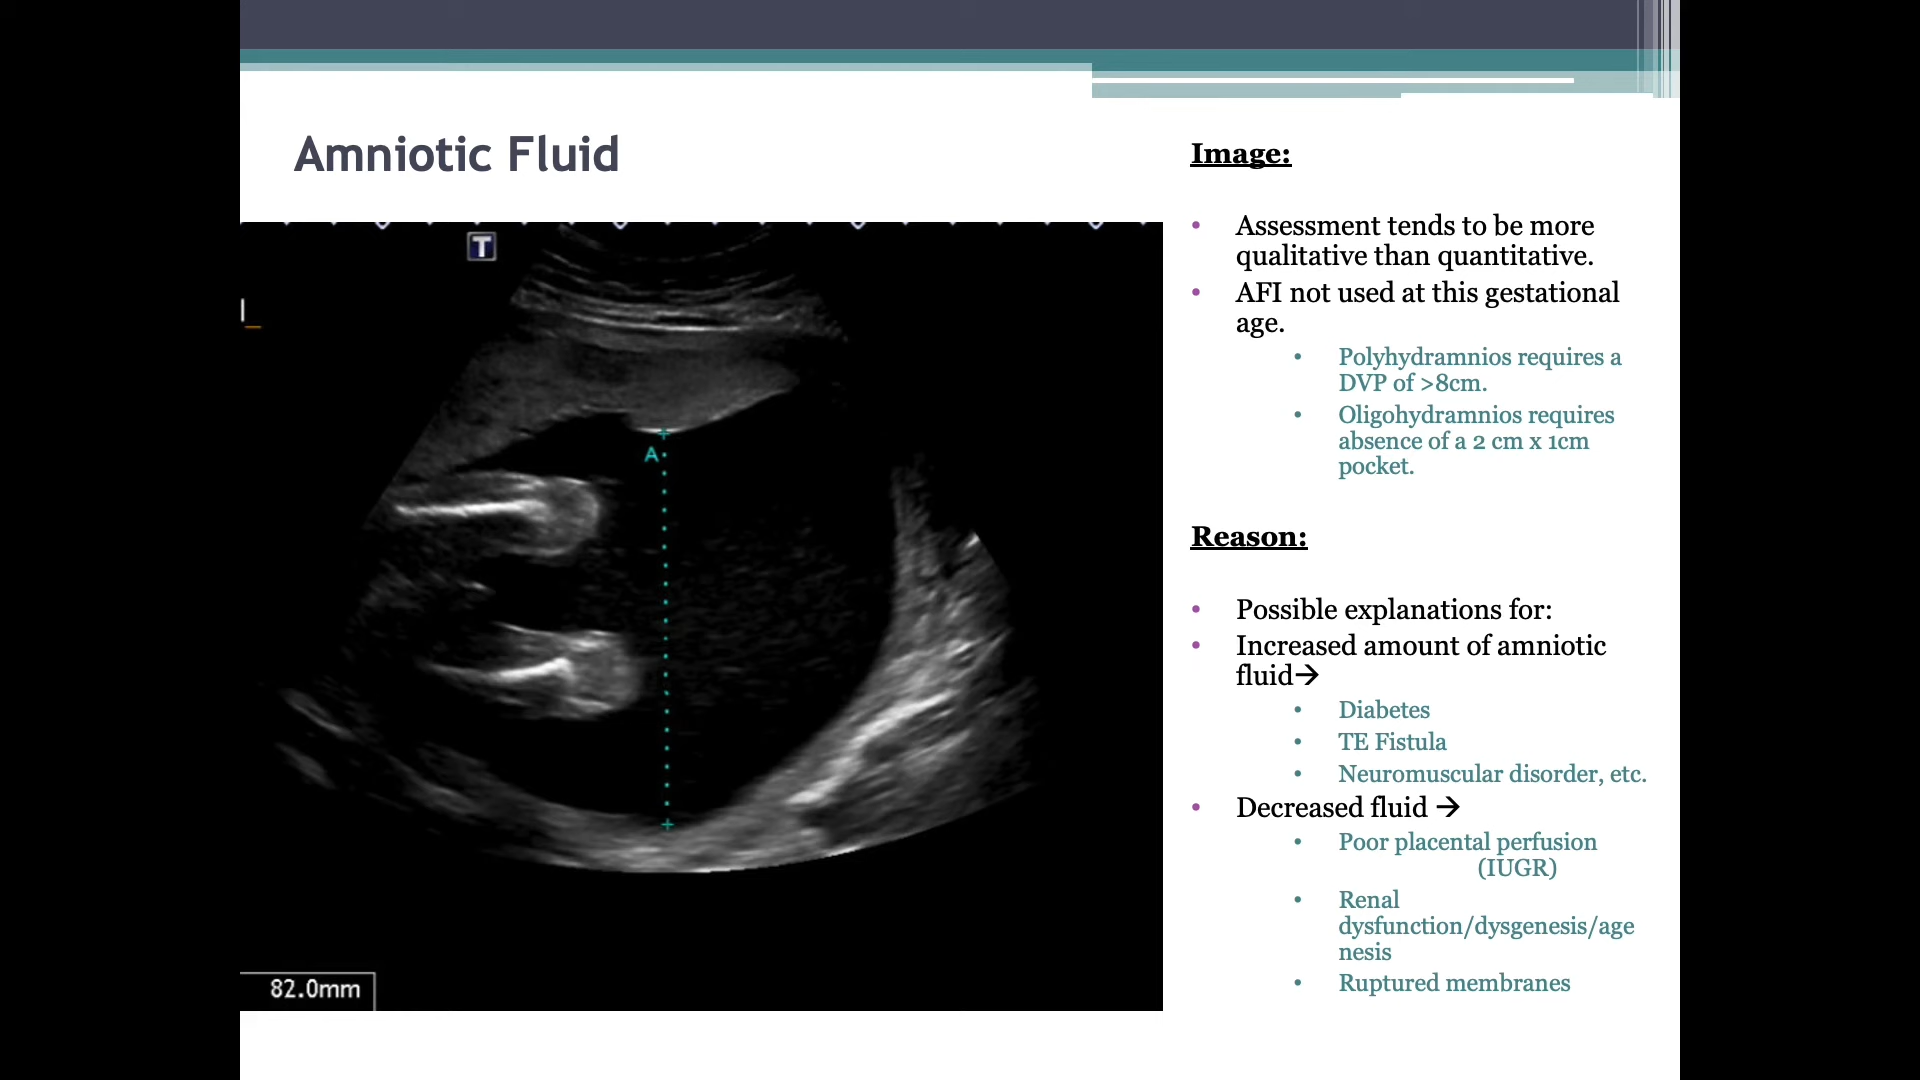 Amniotic Fluid
T
A
82.0mm
Image:
• Assessment tends to be more
qualitative than quantitative.
• AFI not used at this gestational
age.
• Polyhydramnios requires a
DVP of >8cm.
• Oligohydramnios requires
absence of a 2 cm x 1cm
pocket.
Reason:
• Possible explanations for:
• Increased amount of amniotic
fluid→
• Diabetes
• TE Fistula
• Neuromuscular disorder, etc.
• Decreased fluid →
• Poor placental perfusion
(IUGR)
• Renal
dysfunction/dysgenesis/age
nesis
• Ruptured membranes